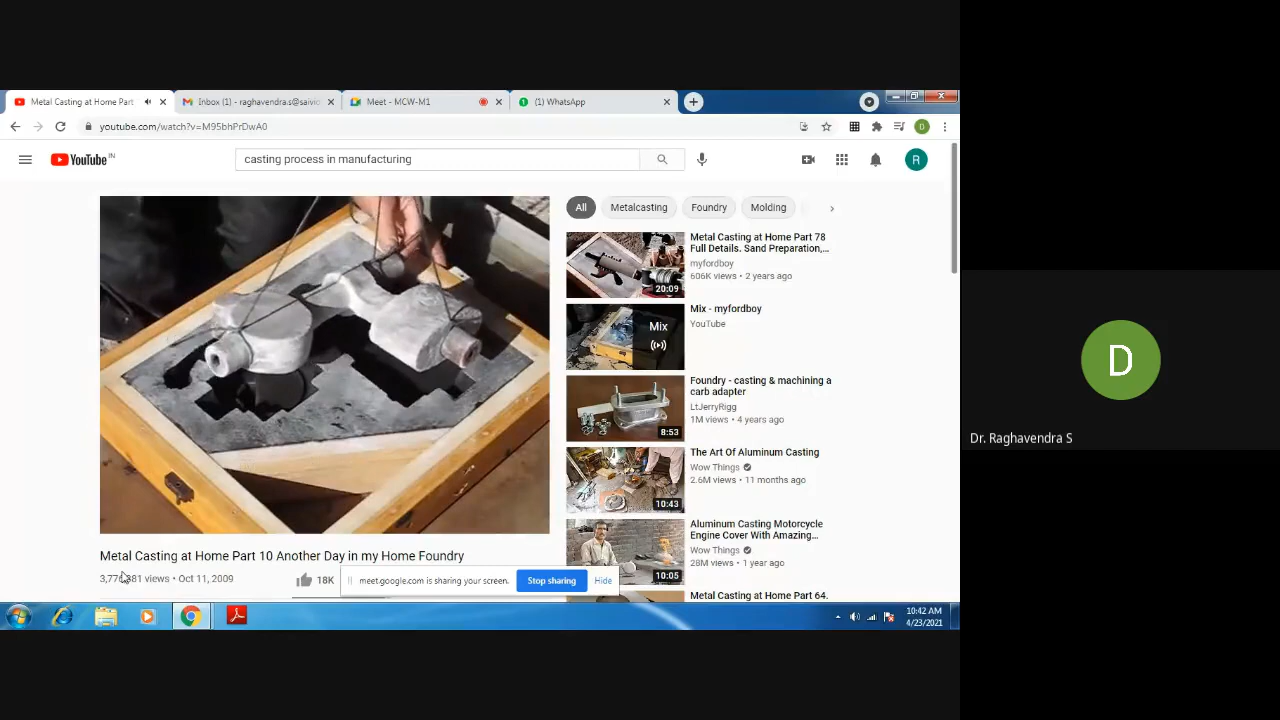 Metal Casting at Home Part
Inbox (1) - raghavendra.s@saivid
Meet - MCW-M1
(1) WhatsApp
youtube.com/watch?v=M95bhPrDwA0
D
YouTube IN
casting process in manufacturing
R
All
Metalcasting
Foundry
Molding
Metal Casting at Home Part 78
Full Details. Sand Preparation,...
myfordboy
606K views • 2 years ago
20:09
Mix - myfordboy
YouTube
Mix
Foundry - casting & machining a
carb adapter
LtJerryRigg
1M views • 4 years ago
8:53
The Art Of Aluminum Casting
Wow Things
2.6M views • 11 months ago
10:43
Aluminum Casting Motorcycle
Engine Cover With Amazing...
Wow Things
28M views • 1 year ago
10:05
Metal Casting at Home Part 64.
Metal Casting at Home Part 10 Another Day in my Home Foundry
views • Oct 11, 2009
18K
meet.google.com is sharing your screen.
Stop sharing
Hide
10:42 AM
4/23/2021
D
Dr. Raghavendra S